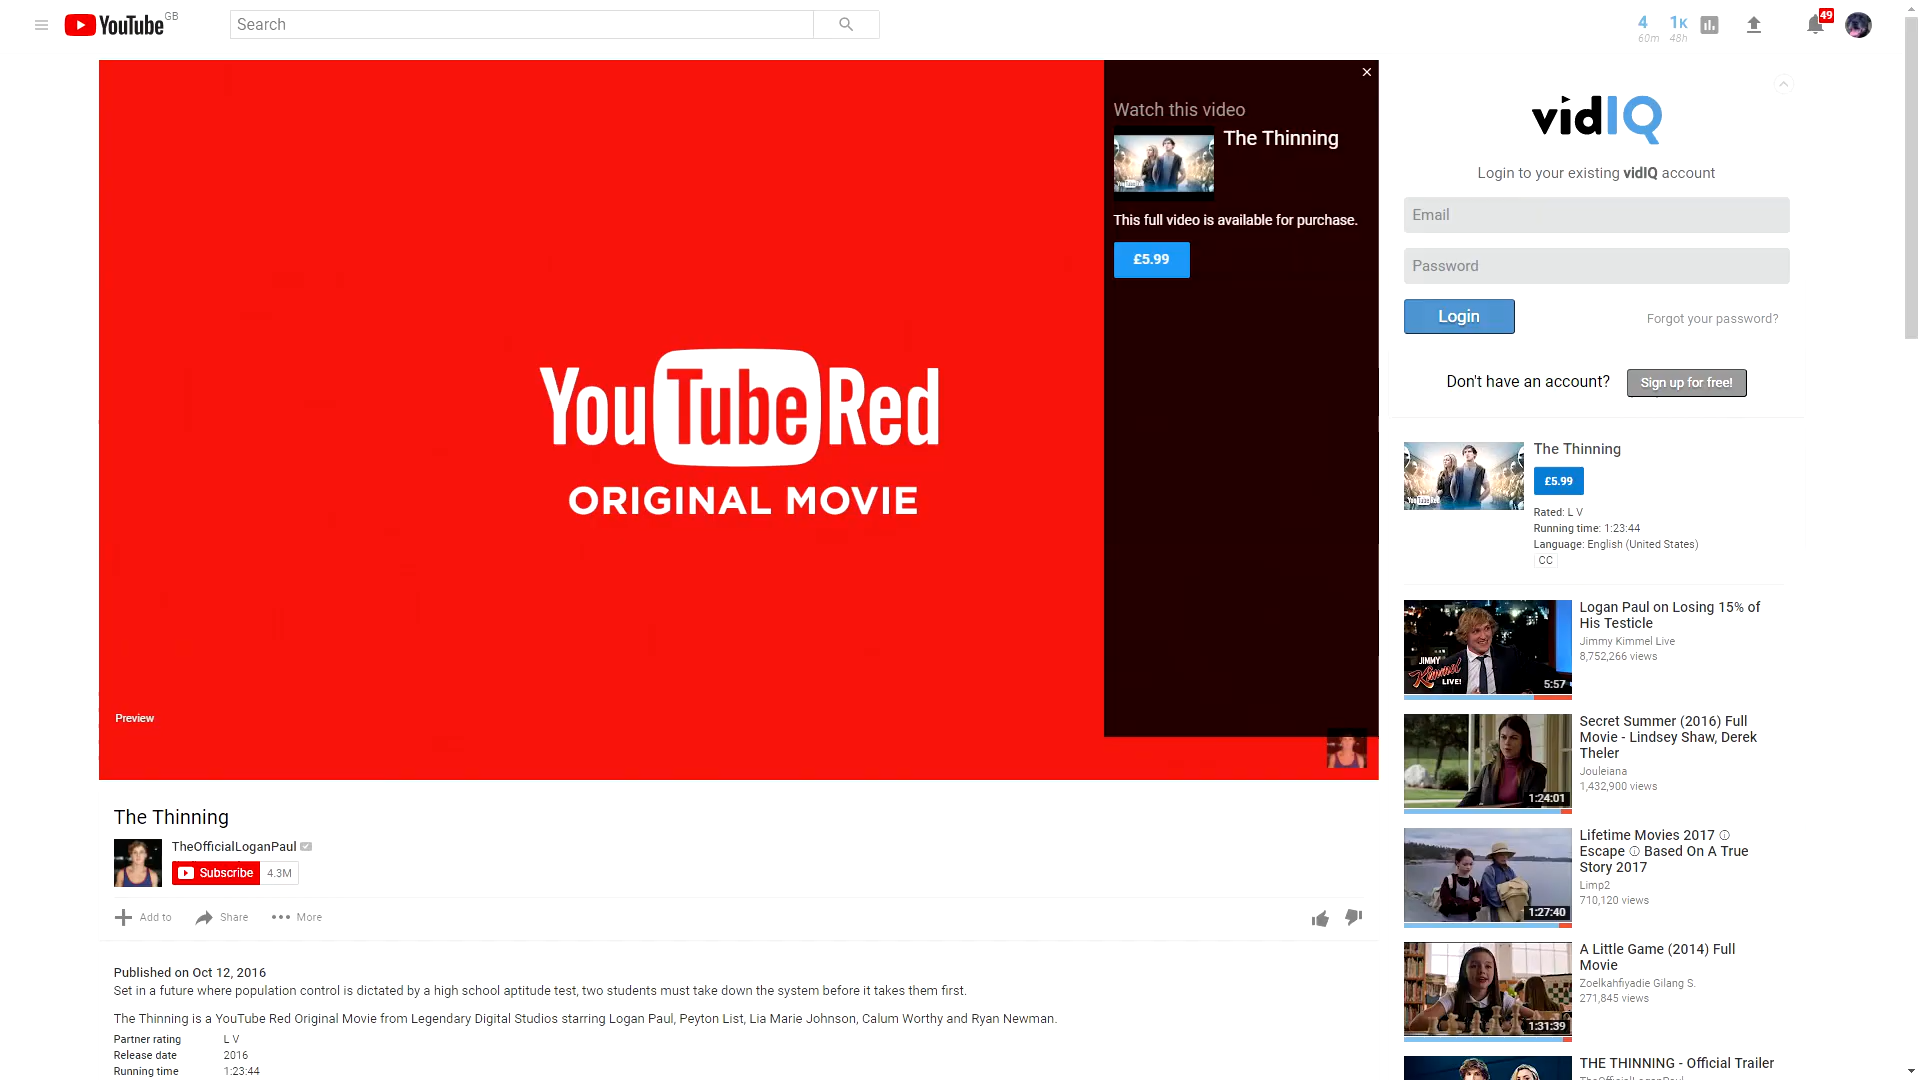 YouTube GB
Search
4 60m
1K 48h
49
YouTube Red
ORIGINAL MOVIE
Preview
Watch this video
The Thinning
This full video is available for purchase.
£5.99
The Thinning
TheOfficialLoganPaul
Subscribe 4.3M
Add to Share More
Published on Oct 12, 2016
Set in a future where population control is dictated by a high school aptitude test, two students must take down the system before it takes them first.
The Thinning is a YouTube Red Original Movie from Legendary Digital Studios starring Logan Paul, Peyton List, Lia Marie Johnson, Calum Worthy and Ryan Newman.
Partner rating L V
Release date 2016
Running time 1:23:44
vidIQ
Login to your existing vidIQ account
Email
Password
Login
Forgot your password?
Don't have an account? Sign up for free!
The Thinning
£5.99
Rated: L V
Running time: 1:23:44
Language: English (United States)
CC
JIMMY
Kimmel
LIVE!
5:57
Logan Paul on Losing 15% of
His Testicle
Jimmy Kimmel Live
8,752,266 views
1:24:01
Secret Summer (2016) Full
Movie - Lindsey Shaw, Derek
Theler
Jouleiana
1,432,900 views
1:27:40
Lifetime Movies 2017 ⓘ
Escape ⓘ Based On A True
Story 2017
Limp2
710,120 views
1:31:39
A Little Game (2014) Full
Movie
Zoelkahfiyadie Gilang S.
271,845 views
THE THINNING - Official Trailer